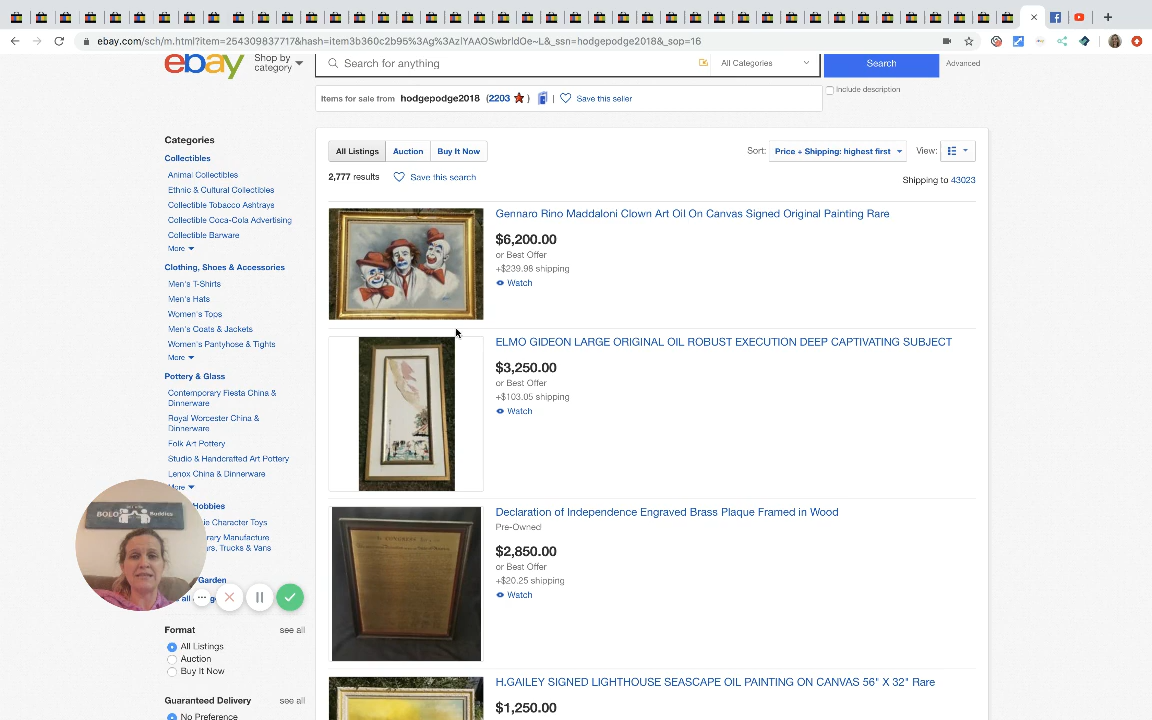 ebay.com/sch/m.html?item=254309837717&hash=item3b360c2b95%3Ag%3AzlYAAOSwbrldOe~L&_ssn=hodgepodge2018&_sop=16
ebay
Shop by category
Search for anything
All Categories
Search
Advanced
Items for sale from hodgepodge2018 (2203 ) | Save this seller
Include description
Categories
Collectibles
Animal Collectibles
Ethnic & Cultural Collectibles
Collectible Tobacco Ashtrays
Collectible Coca-Cola Advertising
Collectible Barware
More
Clothing, Shoes & Accessories
Men's T-Shirts
Men's Hats
Women's Tops
Men's Coats & Jackets
Women's Pantyhose & Tights
More
Pottery & Glass
Contemporary Fiesta China &
Dinnerware
Royal Worcester China &
Dinnerware
Folk Art Pottery
Studio & Handcrafted Art Pottery
Lenox China & Dinnerware
More
Hobbies
Character Toys
Manufacture
Trucks & Vans
Garden
Format
see all
All Listings
Auction
Buy It Now
Guaranteed Delivery
see all
No Preference
All Listings
Auction
Buy It Now
Sort: Price + Shipping: highest first
View:
2,777 results
Save this search
Shipping to 43023
Gennaro Rino Maddaloni Clown Art Oil On Canvas Signed Original Painting Rare
$6,200.00
or Best Offer
+$239.98 shipping
Watch
ELMO GIDEON LARGE ORIGINAL OIL ROBUST EXECUTION DEEP CAPTIVATING SUBJECT
$3,250.00
or Best Offer
+$103.05 shipping
Watch
Declaration of Independence Engraved Brass Plaque Framed in Wood
Pre-Owned
$2,850.00
or Best Offer
+$20.25 shipping
Watch
H.GAILEY SIGNED LIGHTHOUSE SEASCAPE OIL PAINTING ON CANVAS 56" X 32" Rare
$1,250.00
BOLO Buddies